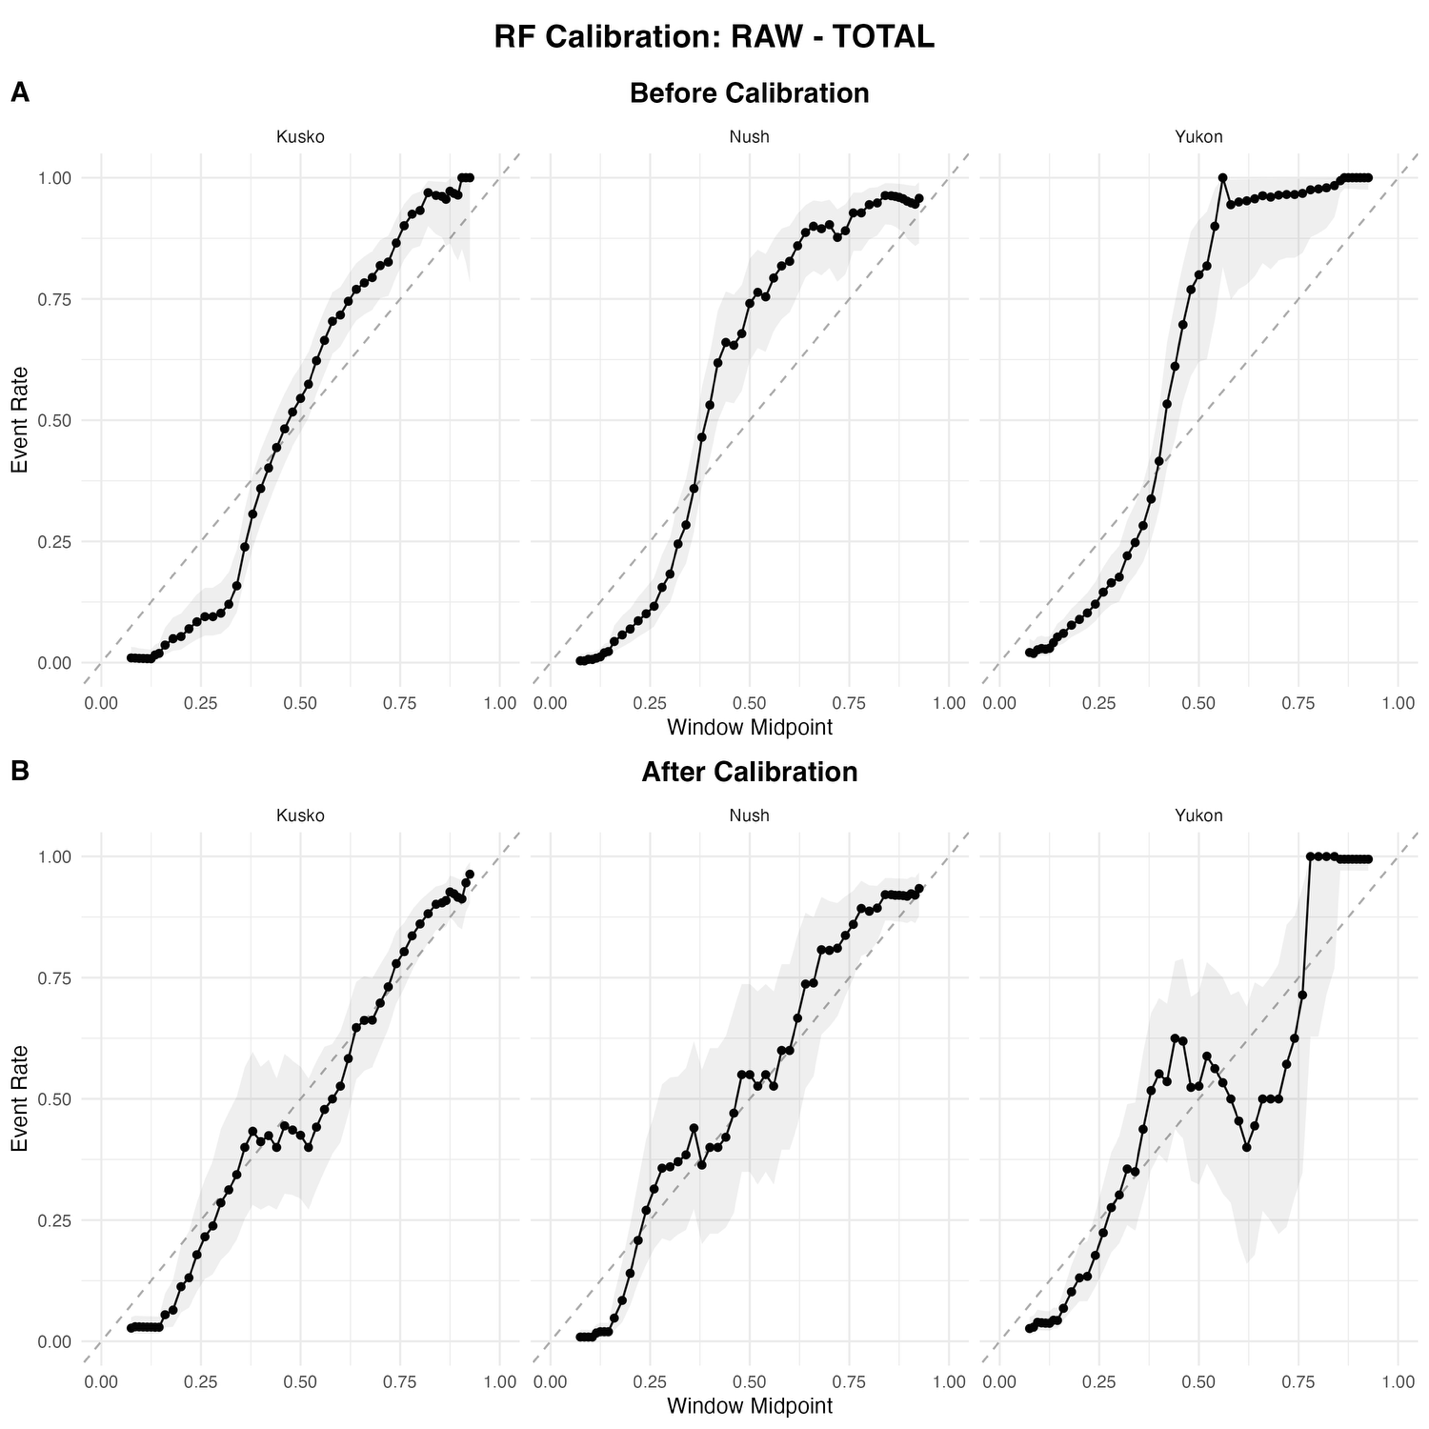 RF Calibration: RAW - TOTAL
A
Before Calibration
Kusko Nush Yukon
1.00
0.75
0.50
0.25
0.00
Event Rate
0.00 0.25 0.50 0.75 1.00 0.00 0.25 0.50 0.75 1.00 0.00 0.25 0.50 0.75 1.00
Window Midpoint
B
After Calibration
Kusko Nush Yukon
1.00
0.75
0.50
0.25
0.00
Event Rate
0.00 0.25 0.50 0.75 1.00 0.00 0.25 0.50 0.75 1.00 0.00 0.25 0.50 0.75 1.00
Window Midpoint